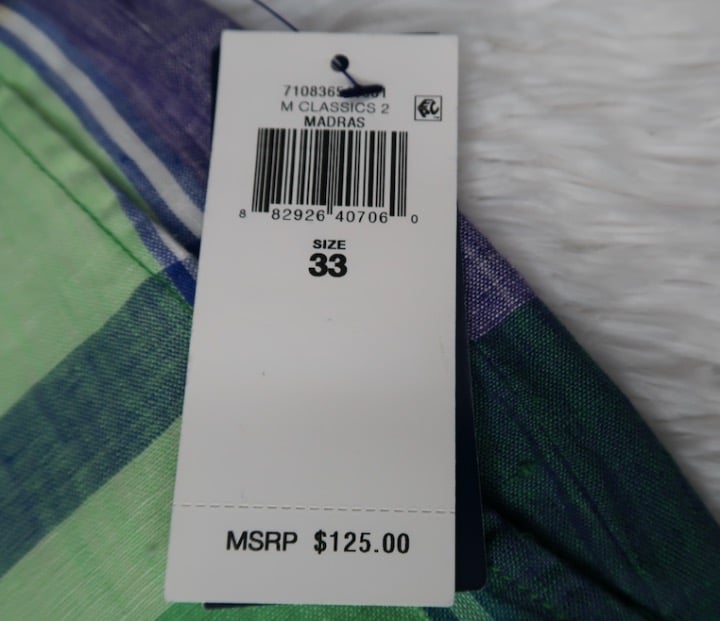 M CLASSICS 2
MADRAS
8 82926 40706 0
SIZE
33
MSRP $125.00